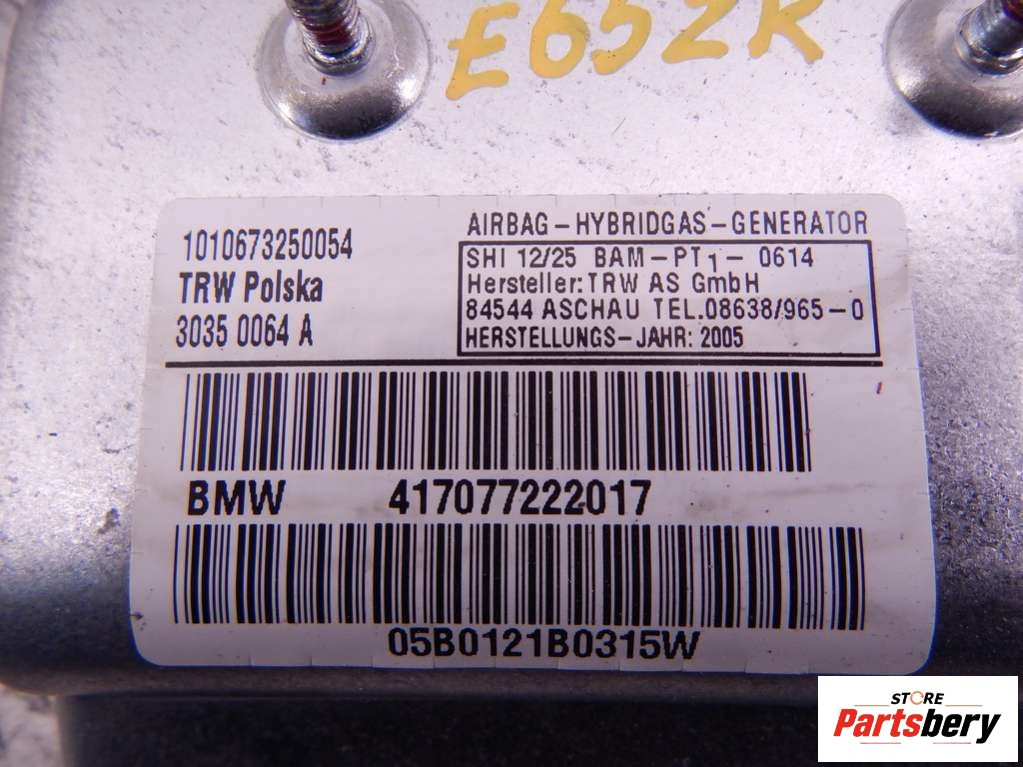 E652R
1010673250054
TRW Polska
3035 0064 A
AIRBAG-HYBRIDGAS-GENERATOR
SHI 12/25 BAM-PT1- 0614
Hersteller: TRW AS GmbH
84544 ASCHAU TEL.08638/965-0
HERSTELLUNGS-JAHR: 2005
BMW 417077222017
05B0121B0315W
STORE
Partsbery